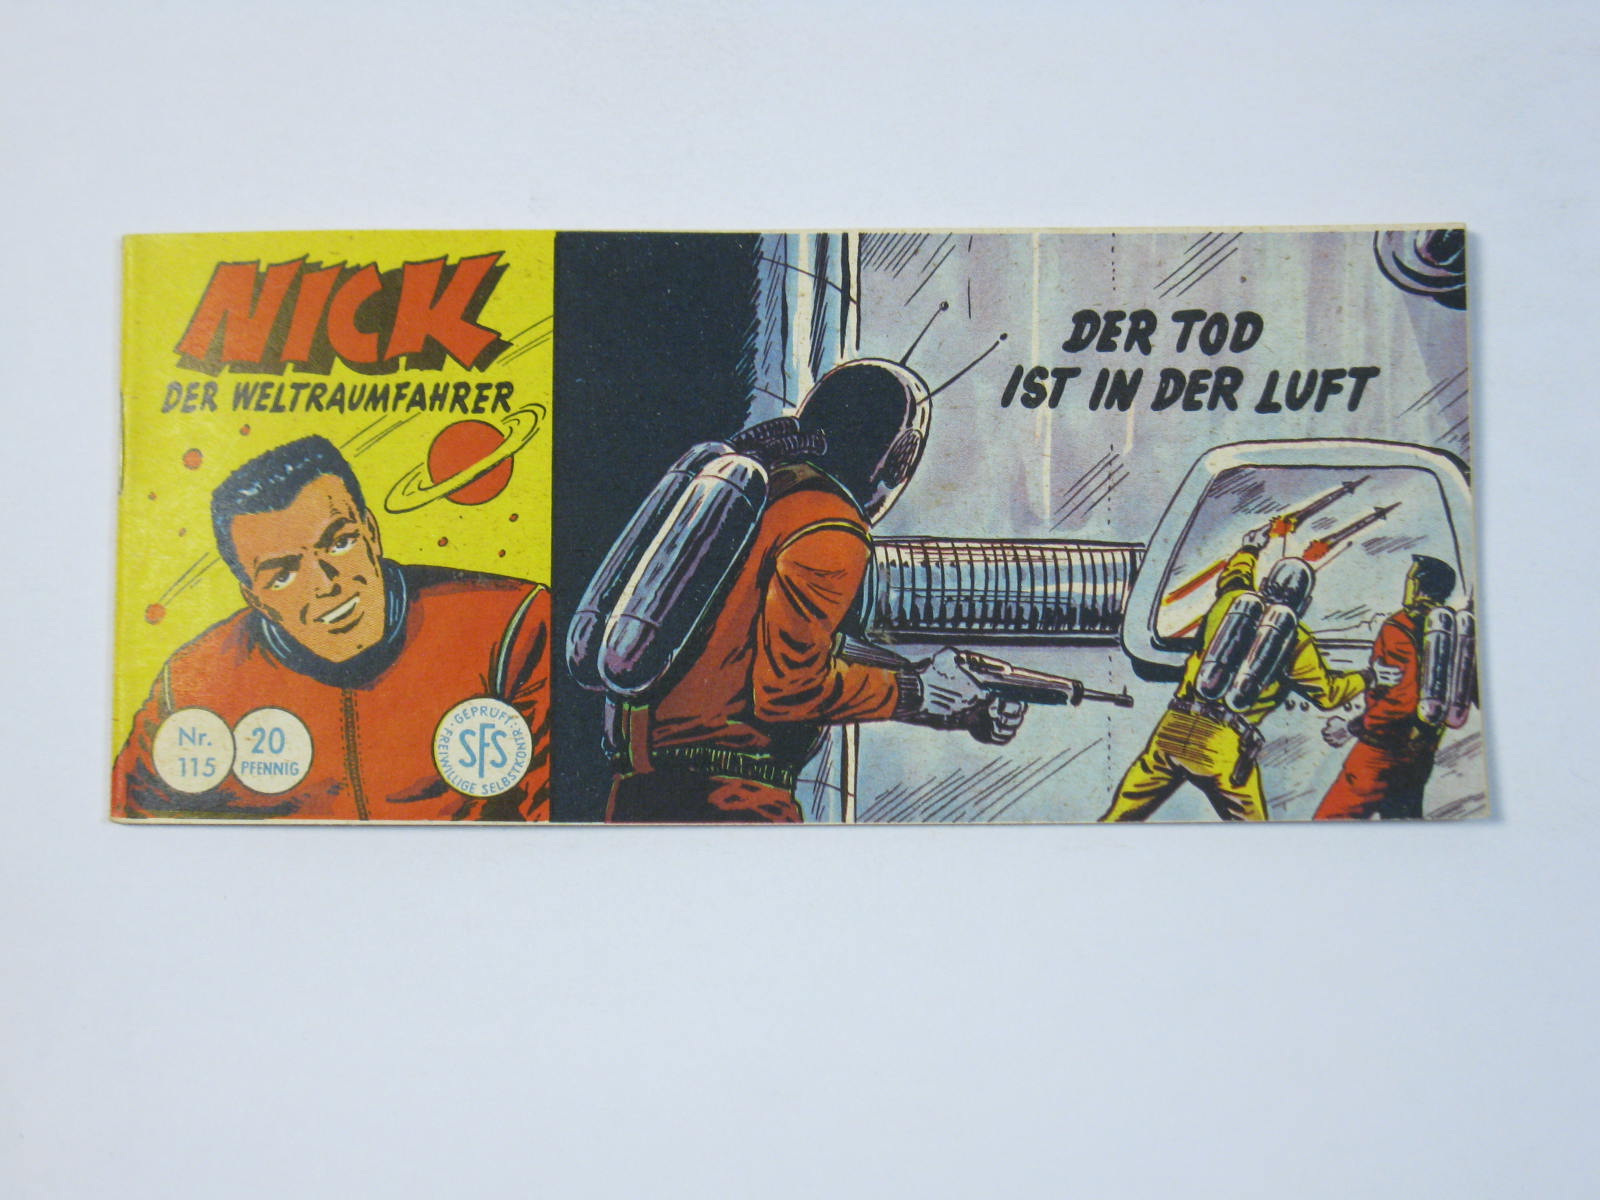 NICK
DER WELTRAUMFAHRER
DER TOD
IST IN DER LUFT
Nr.
115
20
PFENNIG
GEPRÜFT
SFS
FREIWILLIGE SELBSTKONTR.